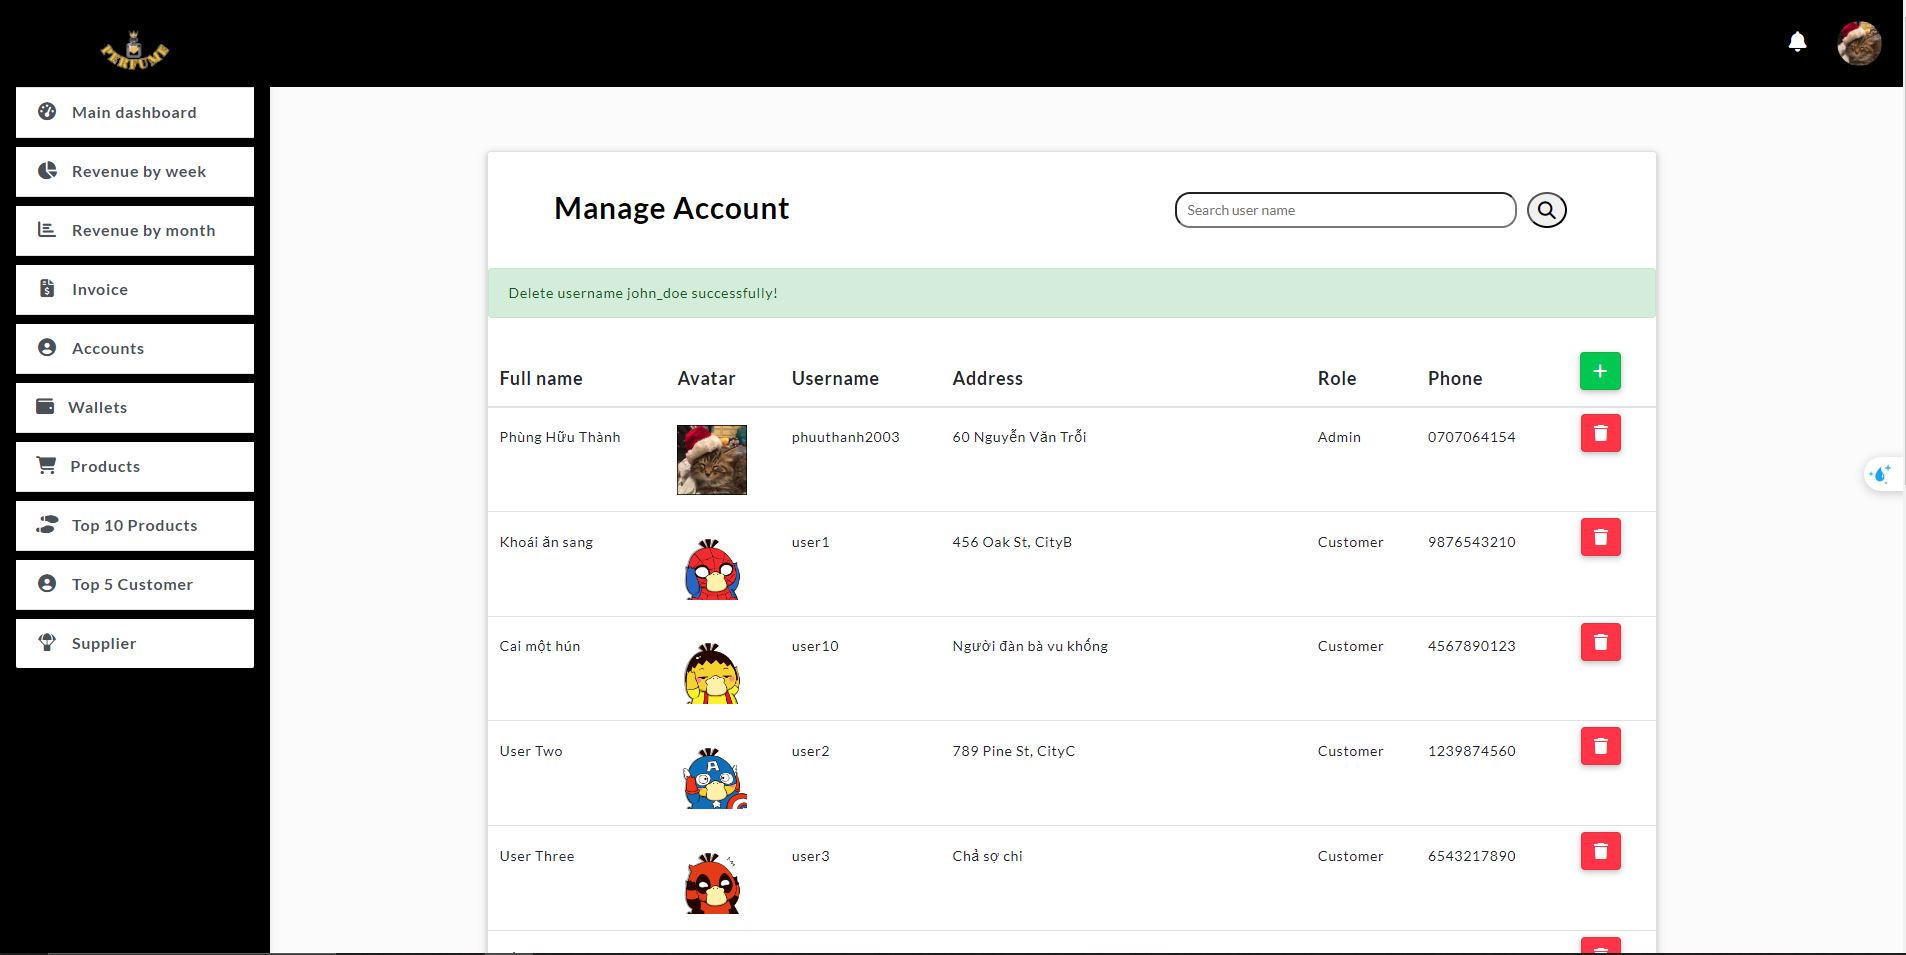 PERFUME
Main dashboard
Revenue by week
Revenue by month
Invoice
Accounts
Wallets
Products
Top 10 Products
Top 5 Customer
Supplier
Manage Account
Search user name
Delete username john_doe successfully!
Full name Avatar Username Address Role Phone
Phùng Hữu Thành phuuthanh2003 60 Nguyễn Văn Trỗi Admin 0707064154
Khoái ăn sang user1 456 Oak St, CityB Customer 9876543210
Cai một hún user10 Người đàn bà vu khống Customer 4567890123
User Two user2 789 Pine St, CityC Customer 1239874560
User Three user3 Chả sợ chi Customer 6543217890